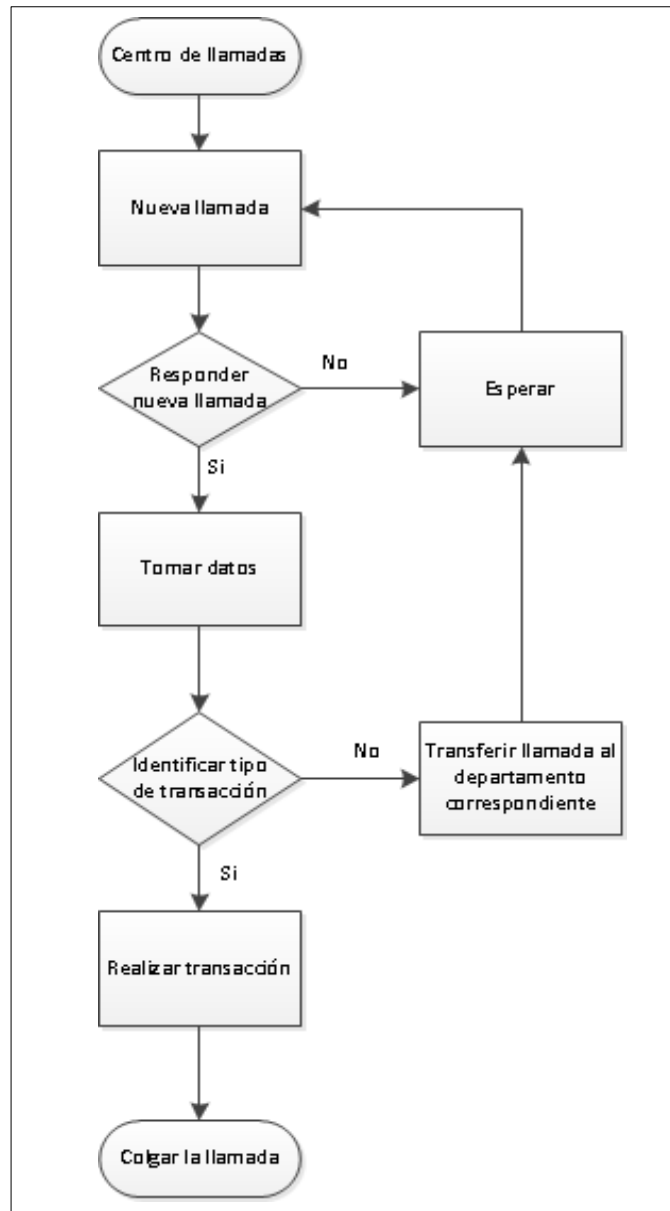 Centro de llamadas
Nueva llamada
No
Responder
nueva llamada
Esperar
Si
Tomar datos
No
Identificar tipo
de transacción
Transferir llamada al
departamento
correspondiente
Si
Realizar transacción
Colgar la llamada